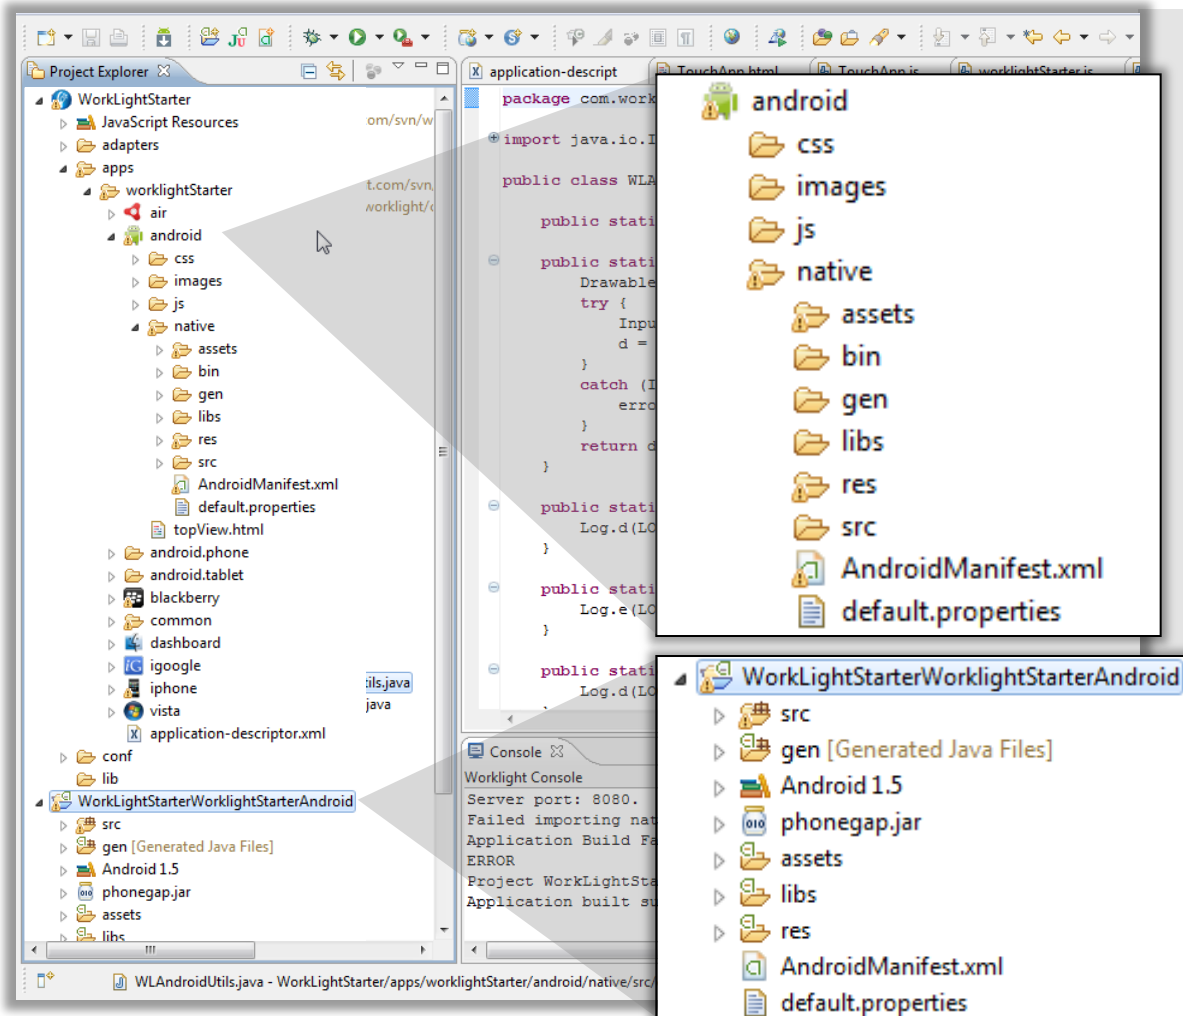 Project Explorer
WorkLightStarter
JavaScript Resources
adapters
apps
worklightStarter
air
android
css
images
js
native
assets
bin
gen
libs
res
src
AndroidManifest.xml
default.properties
topView.html
android.phone
android.tablet
blackberry
common
dashboard
iG igoogle
iphone
vista
application-descriptor.xml
conf
lib
WorkLightStarterWorklightStarterAndroid
src
gen [Generated Java Files]
Android 1.5
phonegap.jar
assets
libs
om/svn/w
t.com/svn
worklight/c
tils.java
java
application-descript
TouchApp.html
TouchApp.js
worklightStarter.js
package com.work
import java.io.I
public class WLA
public stati
public stati
Drawable
try {
Inpu
d =
}
catch (I
erro
}
return d
}
public stati
Log.d(LO
}
public stati
Log.e(LO
}
public stati
Log.d(LO
Console
Worklight Console
Server port: 8080.
Failed importing nat
Application Build Fa
ERROR
Project WorkLightSta
Application built su
WLAndroidUtils.java - WorkLightStarter/apps/worklightStarter/android/native/src/
android
css
images
js
native
assets
bin
gen
libs
res
src
AndroidManifest.xml
default.properties
WorkLightStarterWorklightStarterAndroid
src
gen [Generated Java Files]
Android 1.5
phonegap.jar
assets
libs
res
AndroidManifest.xml
default.properties